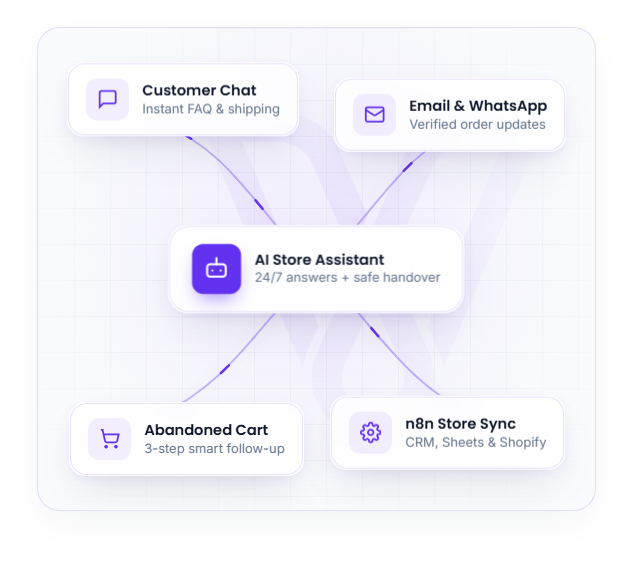 Customer Chat
Instant FAQ & shipping
Email & WhatsApp
Verified order updates
AI Store Assistant
24/7 answers + safe handover
Abandoned Cart
3-step smart follow-up
n8n Store Sync
CRM, Sheets & Shopify